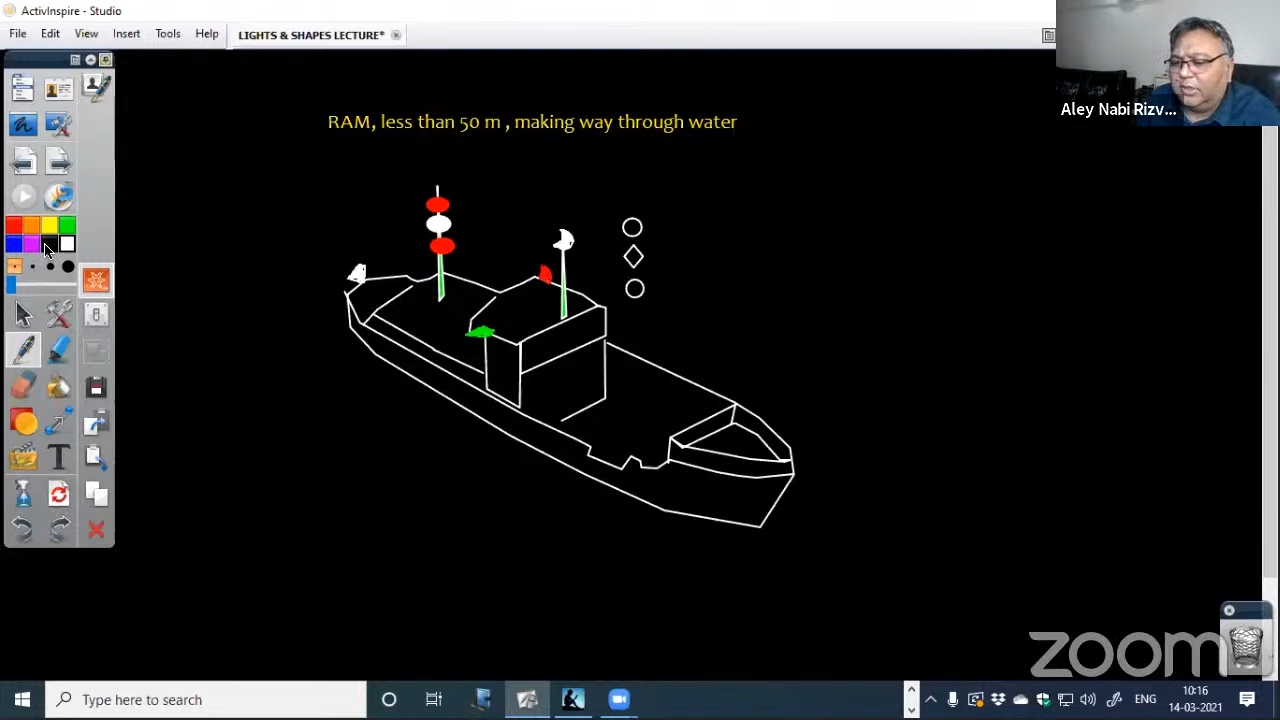 ActivInspire - Studio
File Edit View Insert Tools Help LIGHTS & SHAPES LECTURE*
Aley Nabi Rizv...
RAM, less than 50 m , making way through water
T
zoom
Type here to search
ENG
10:16
14-03-2021